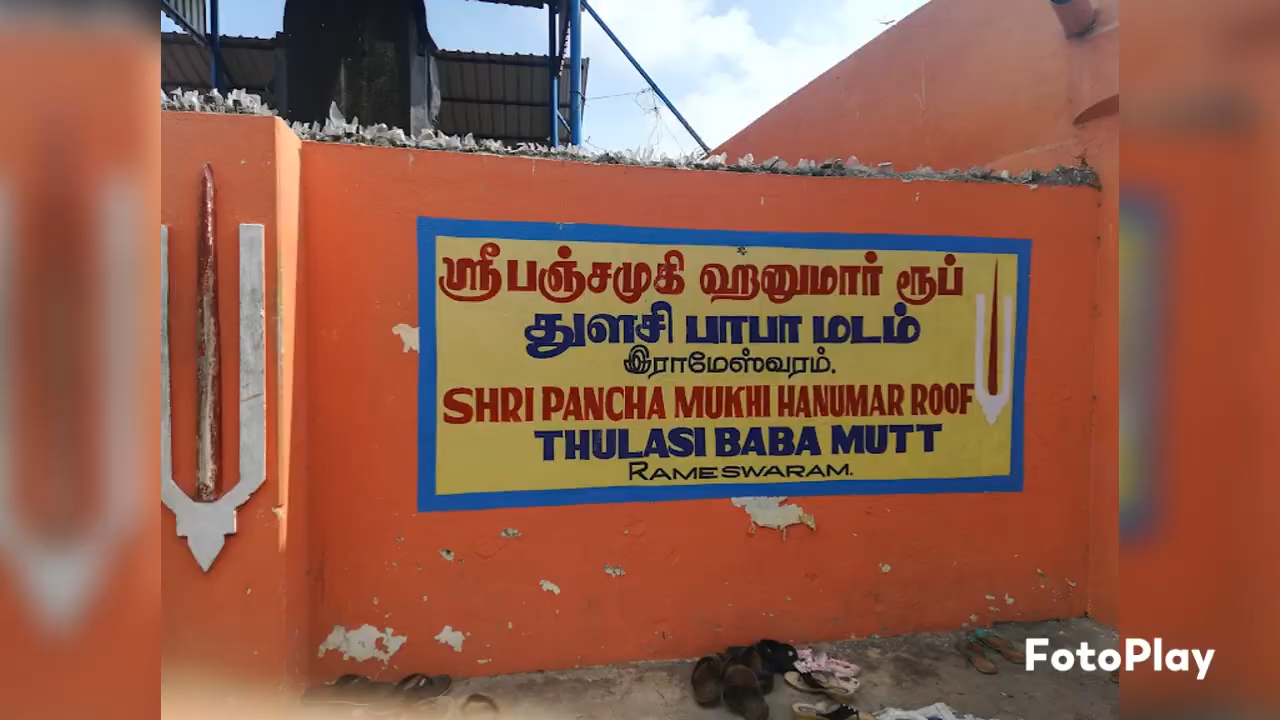 ஸ்ரீ பஞ்சமுகி ஹனுமார் ரூப்
துளசி பாபா மடம்
இராமேஸ்வரம்.
SHRI PANCHA MUKHI HANUMAR ROOF
THULASI BABA MUTT
RAMESWARAM.
FotoPlay